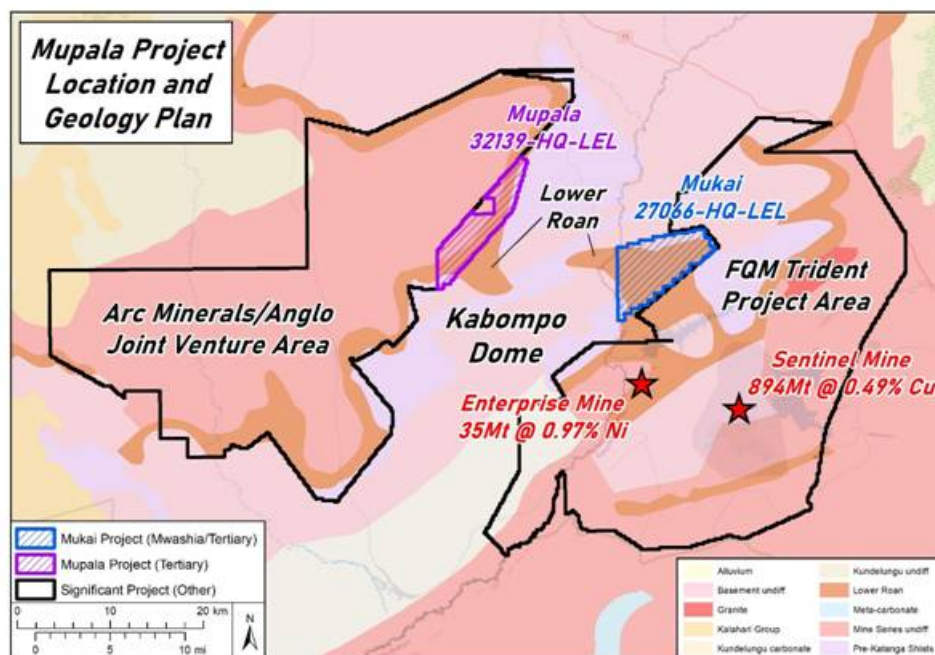 Mupala Project
Location and
Geology Plan
Mupala
32139-HQ-LEL
Lower
Roan
Mukai
27066-HQ-LEL
FQM Trident
Project Area
Arc Minerals/Anglo
Joint Venture Area
Kabompo
Dome
Sentinel Mine
894Mt @ 0.49% Cu
Enterprise Mine
35Mt @ 0.97% Ni
Mukai Project (Mwashia/Tertiary)
Mupala Project (Tertiary)
Significant Project (Other)
0 10 20 km
0 5 10 mi
N
Alluvium
Basement undiff
Granite
Kalahari Group
Kundelungu carbonate
Kundelungu undiff
Lower Roan
Meta-carbonate
Mine Series undiff
Pre-Katanga Shists